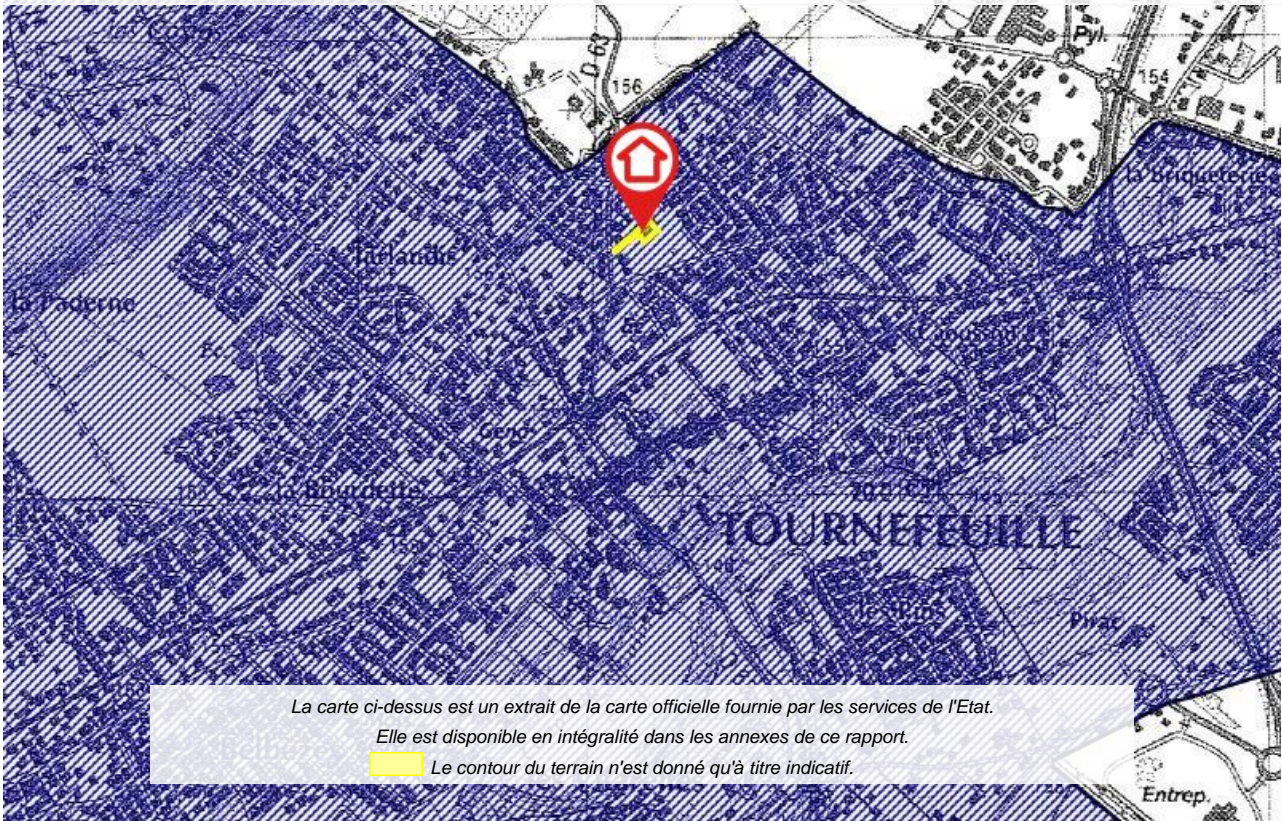 Pyl.
D 63
156
154
la Briqueterie
Tarlandis
la Paderne
Gend
la Bourdette
TOURNEFEUILLE
les Pins
Pirac
La carte ci-dessus est un extrait de la carte officielle fournie par les services de l'Etat.
Elle est disponible en intégralité dans les annexes de ce rapport.
Le contour du terrain n'est donné qu'à titre indicatif.
Entrep.